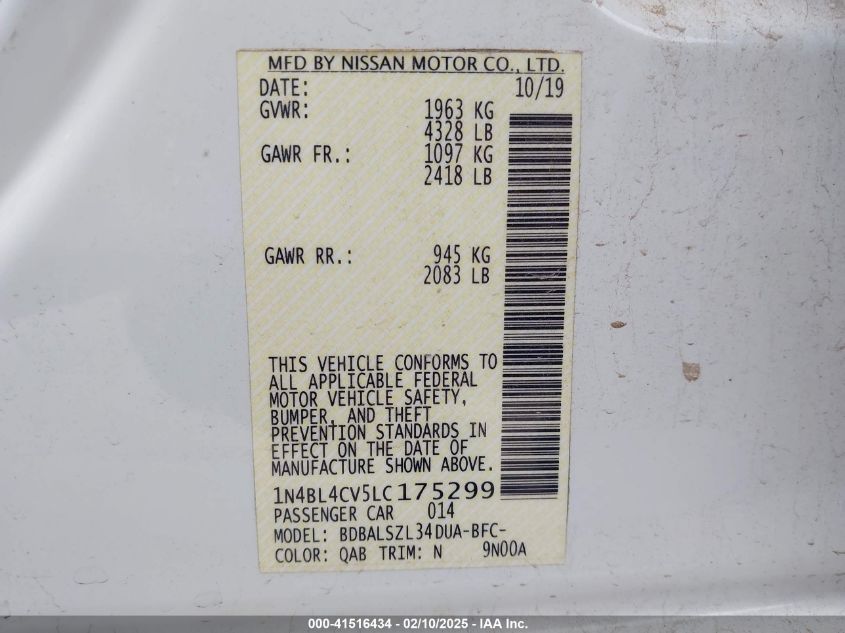 MFD BY NISSAN MOTOR CO., LTD.
DATE: 10/19
GVWR: 1963 KG
4328 LB
GAWR FR.: 1097 KG
2418 LB
GAWR RR.: 945 KG
2083 LB
THIS VEHICLE CONFORMS TO
ALL APPLICABLE FEDERAL
MOTOR VEHICLE SAFETY,
BUMPER, AND THEFT
PREVENTION STANDARDS IN
EFFECT ON THE DATE OF
MANUFACTURE SHOWN ABOVE.
1N4BL4CV5LC175299
PASSENGER CAR 014
MODEL: BDBALSZL34DUA-BFC-
COLOR: QAB TRIM: N 9N00A
000-41516434 - 02/10/2025 - IAA Inc.